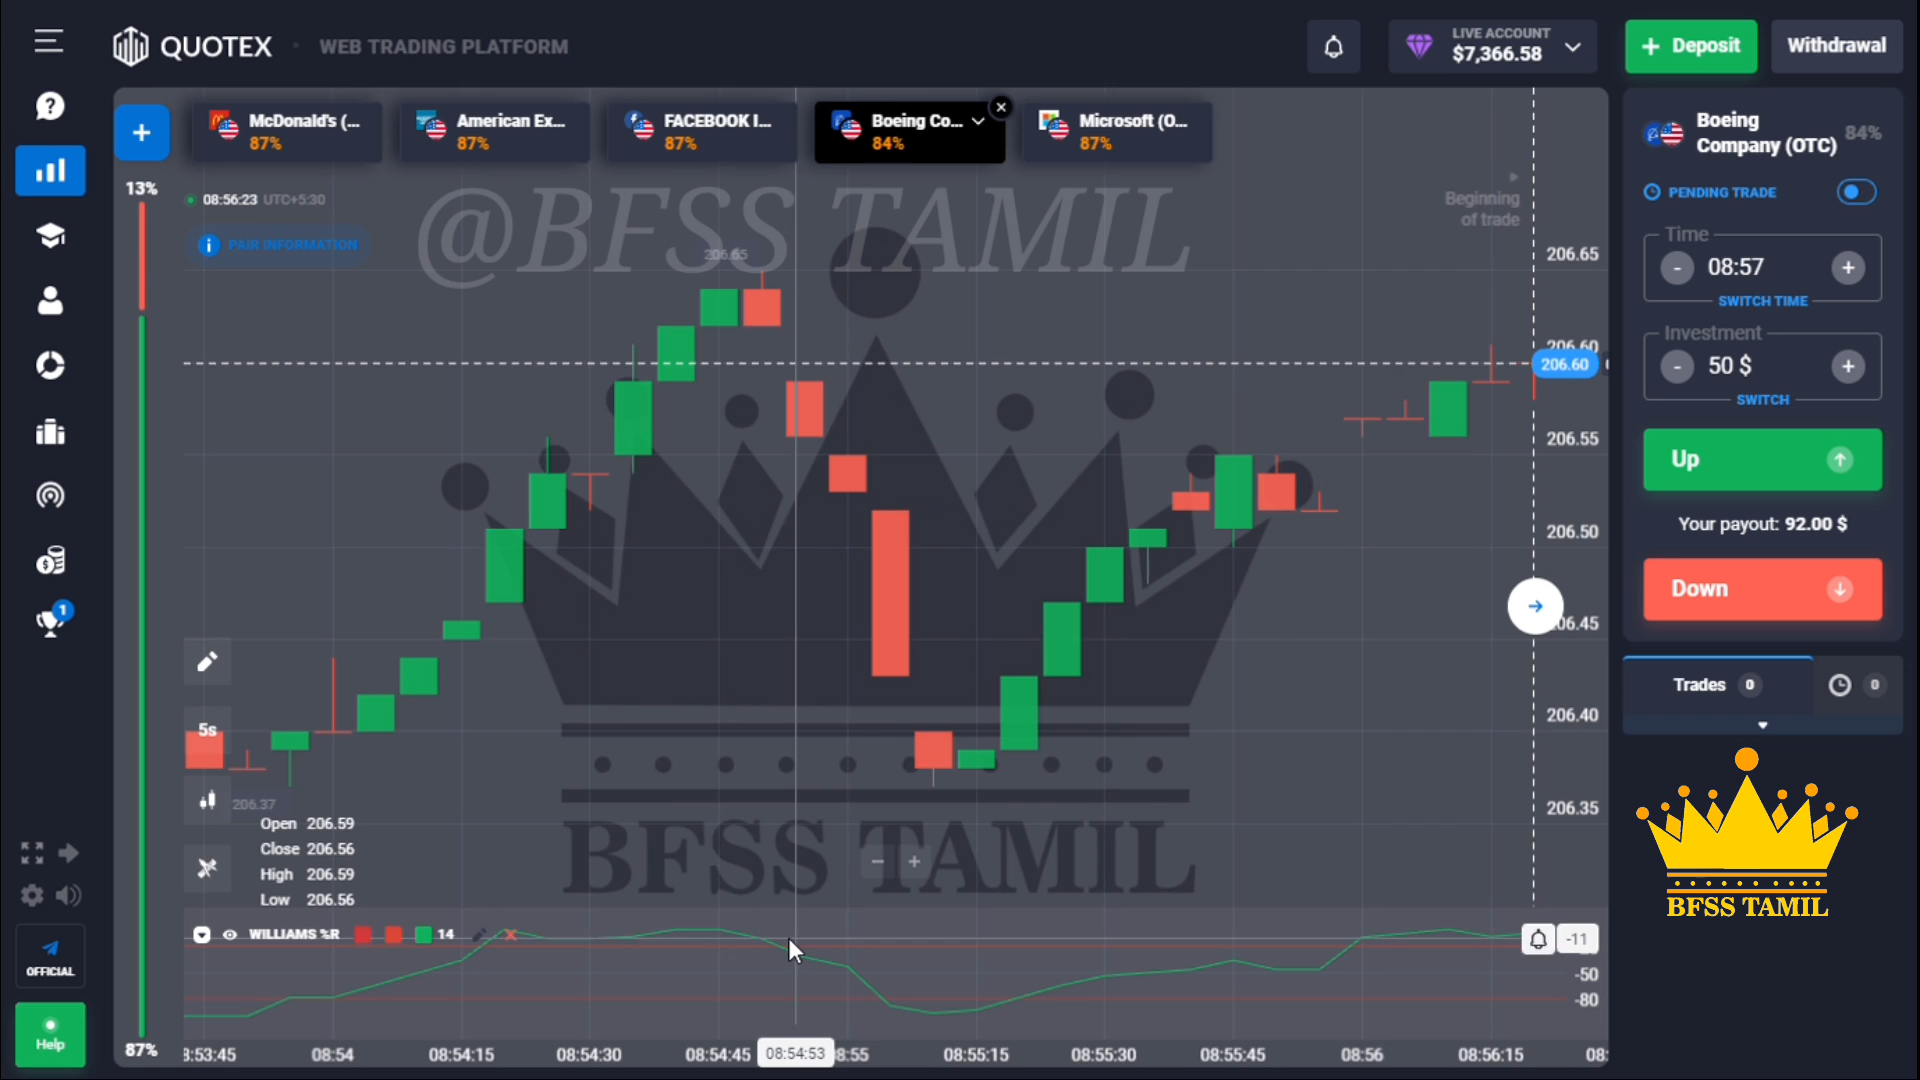 QUOTEX
WEB TRADING PLATFORM
LIVE ACCOUNT
$7,366.58
+ Deposit
Withdrawal
+
McDonald's (...
87%
American Ex...
87%
FACEBOOK I...
87%
Boeing Co...
84%
Microsoft (O...
87%
13%
08:56:23 UTC+5:30
PAIR INFORMATION
@BFSS TAMIL
206.65
Beginning
of trade
206.65
206.60
206.60
206.55
206.50
206.40
206.35
5s
206.37
Open 206.59
Close 206.56
High 206.59
Low 206.56
BFSS TAMIL
- +
WILLIAMS %R 14
-11
-50
-80
87%
08:54
08:54:15
08:54:30
08:54:45
08:54:53
08:55:15
08:55:30
08:55:45
08:56
08:56:15
Boeing
Company (OTC)
84%
PENDING TRADE
Time
- 08:57 +
SWITCH TIME
Investment
- 50 $ +
SWITCH
Up
Your payout: 92.00 $
Down
Trades 0
0
BFSS TAMIL
1
OFFICIAL
Help